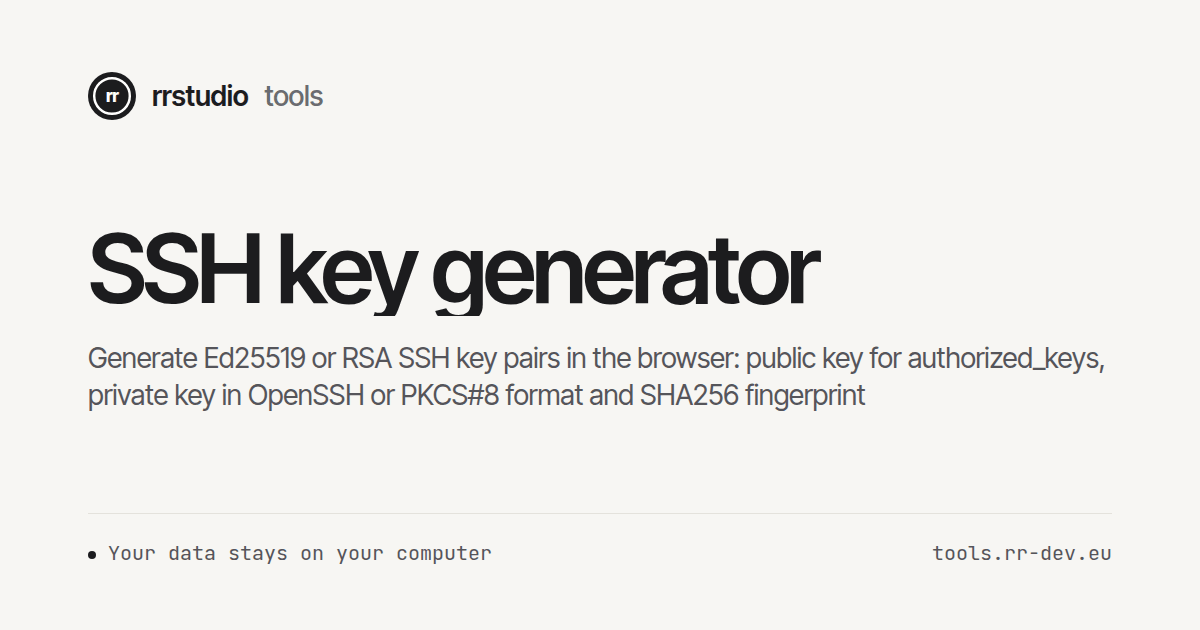 rr rrstudio tools
SSH key generator
Generate Ed25519 or RSA SSH key pairs in the browser: public key for authorized_keys,
private key in OpenSSH or PKCS#8 format and SHA256 fingerprint
Your data stays on your computer
tools.rr-dev.eu